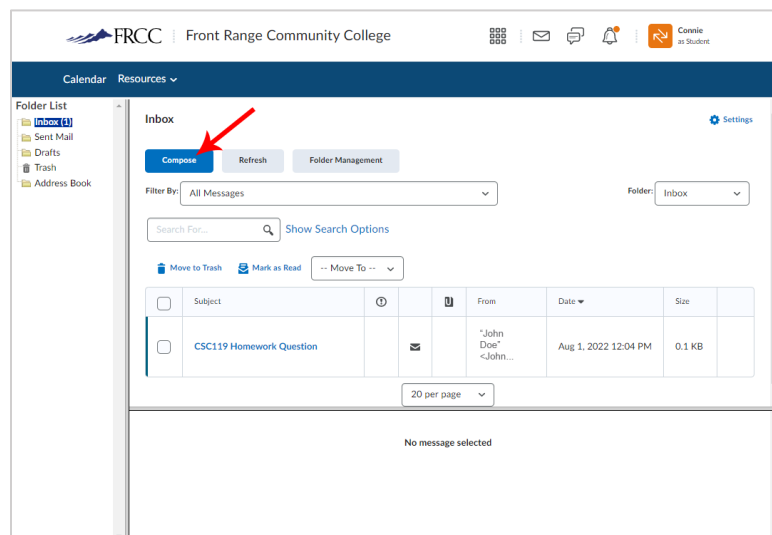 FRCC Front Range Community College
Connie
as Student
Calendar Resources
Folder List
Inbox (1)
Sent Mail
Drafts
Trash
Address Book
Inbox
Settings
Compose Refresh Folder Management
Filter By: All Messages Folder: Inbox
Search For... Show Search Options
Move to Trash Mark as Read -- Move To --
Subject From Date Size
CSC119 Homework Question "John Doe" <John... Aug 1, 2022 12:04 PM 0.1 KB
20 per page
No message selected